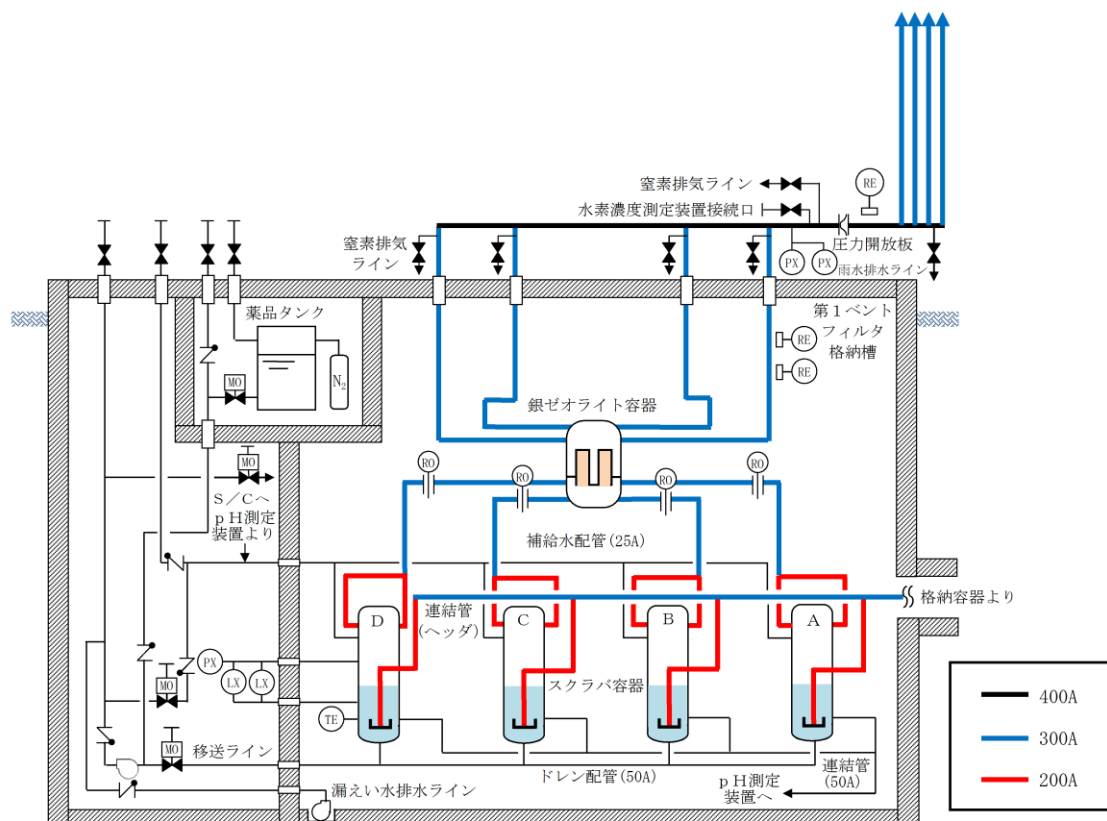 窒素排気ライン
RE
水素濃度測定装置接続口
窒素排気
ライン
圧力開放板
PX
PX
雨水排水ライン
薬品タンク
第1ベント
フィルタ
格納槽
RE
RE
MO
N2
銀ゼオライト容器
MO
RO
RO
RO
RO
S/Cへ
pH測定
装置より
補給水配管(25A)
格納容器より
連結管
(ヘッダ)
D
C
B
A
PX
LX
LX
MO
スクラバ容器
TE
MO
移送ライン
ドレン配管(50A)
連結管
(50A)
pH測定
装置へ
漏えい水排水ライン
400A
300A
200A